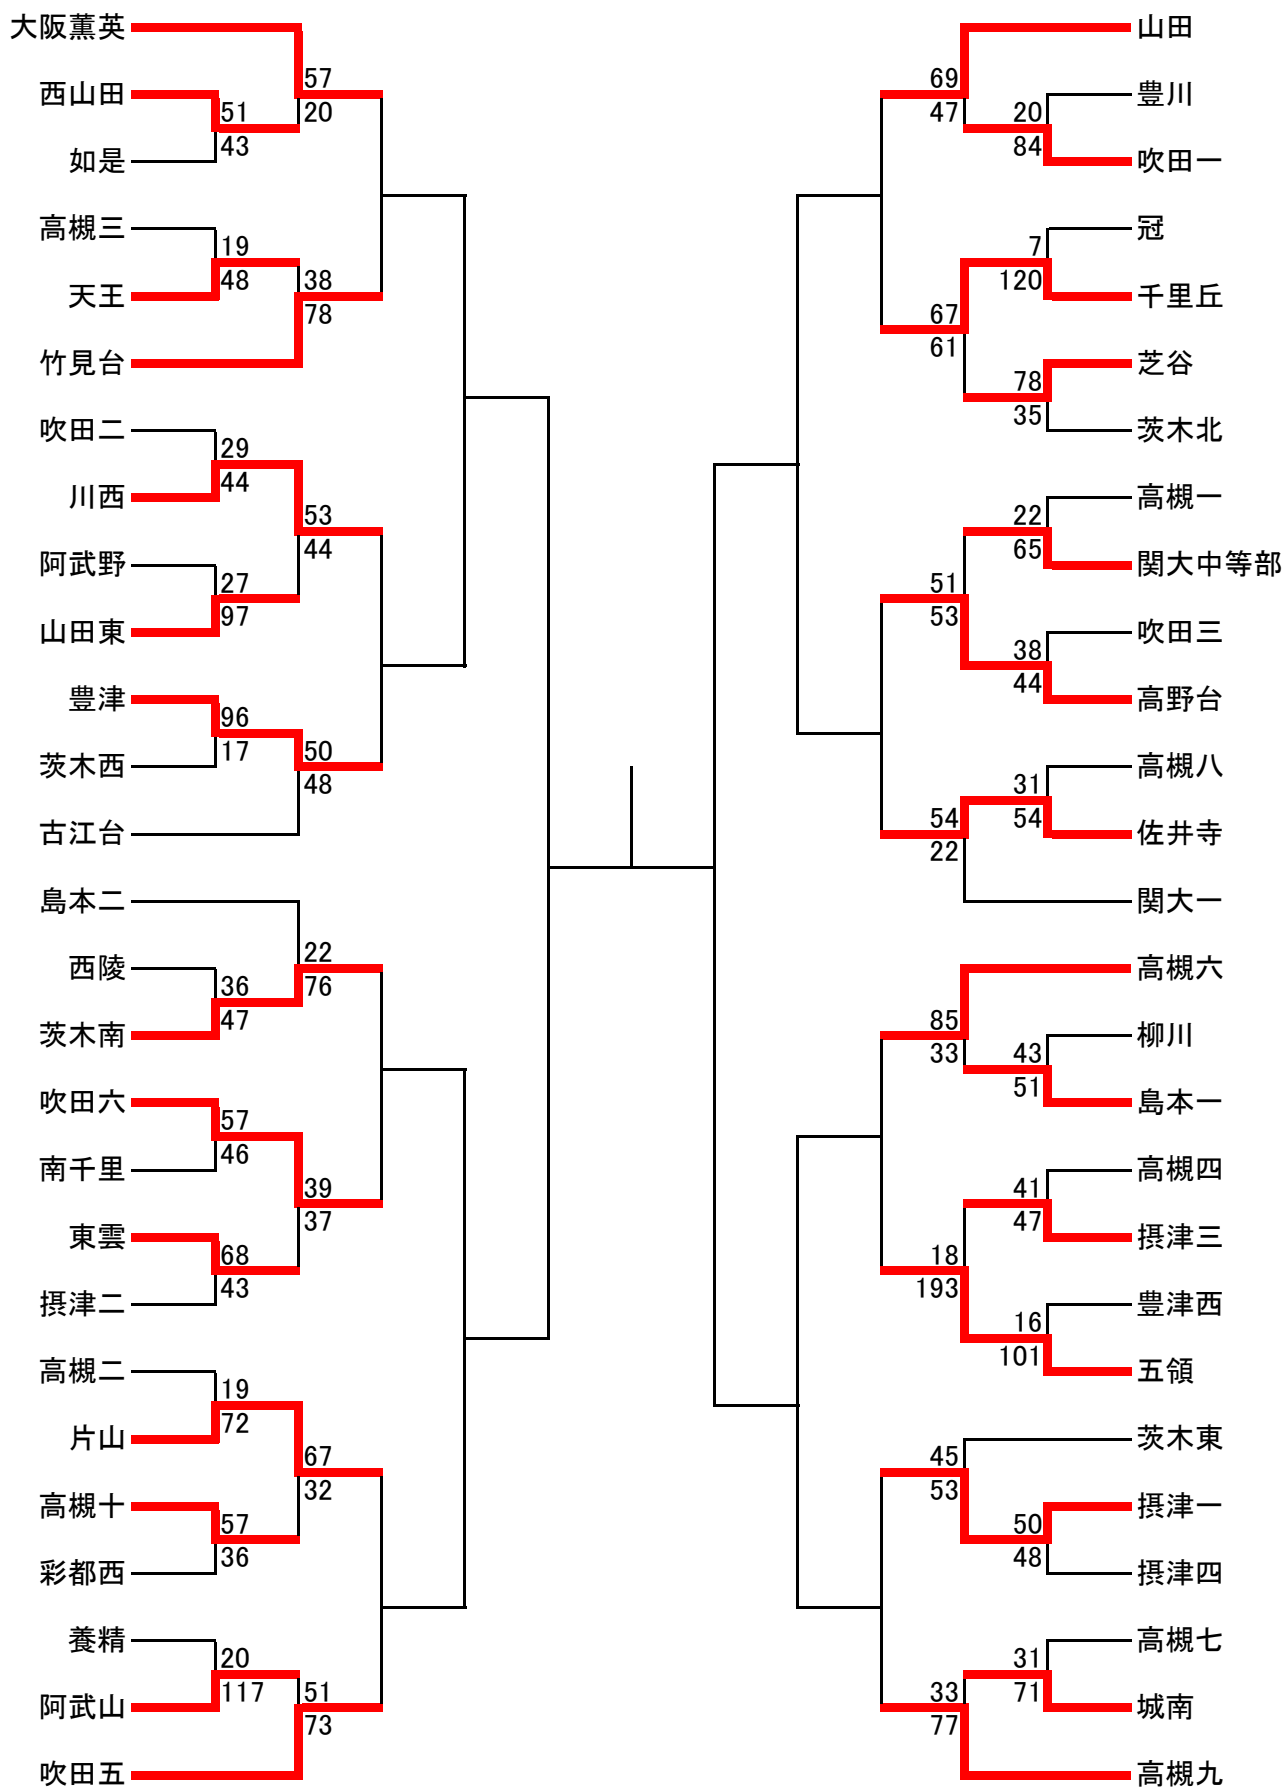 大阪薫英
57
20
西山田
51
43
如是
高槻三
19
48
天王
38
78
竹見台
吹田二
29
44
川西
53
44
阿武野
27
97
山田東
豊津
96
17
茨木西
50
48
古江台
島本二
22
76
西陵
36
47
茨木南
吹田六
57
46
南千里
39
37
東雲
68
43
摂津二
高槻二
19
72
片山
67
32
高槻十
57
36
彩都西
養精
20
117
阿武山
51
73
吹田五
山田
69
47
豊川
20
84
吹田一
冠
7
120
千里丘
67
61
芝谷
78
35
茨木北
高槻一
22
65
関大中等部
51
53
吹田三
38
44
高野台
高槻八
31
54
佐井寺
54
22
関大一
高槻六
85
33
柳川
43
51
島本一
高槻四
41
47
摂津三
18
193
豊津西
16
101
五領
茨木東
45
53
摂津一
50
48
摂津四
高槻七
31
71
城南
33
77
高槻九